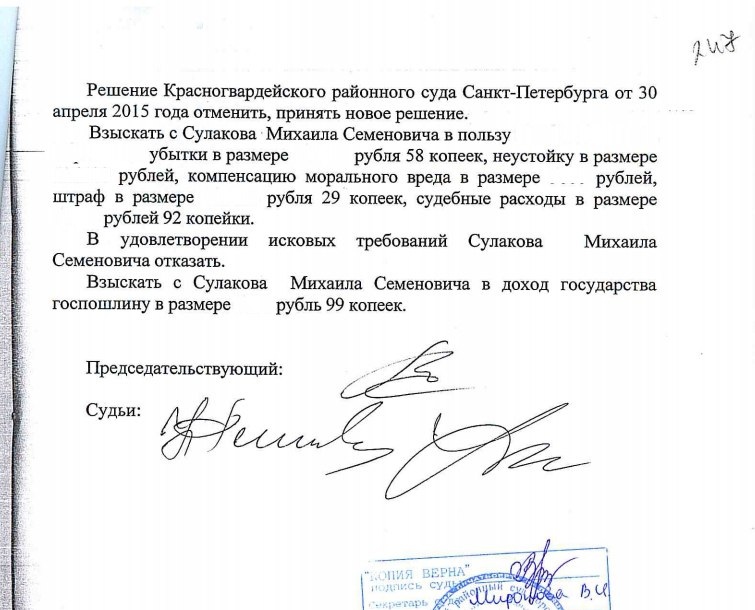 247
Решение Красногвардейского районного суда Санкт-Петербурга от 30
апреля 2015 года отменить, принять новое решение.
Взыскать с Сулакова Михаила Семеновича в пользу
убытки в размере рубля 58 копеек, неустойку в размере
рублей, компенсацию морального вреда в размере рублей,
штраф в размере рубля 29 копеек, судебные расходы в размере
рублей 92 копейки.
В удовлетворении исковых требований Сулакова Михаила
Семеновича отказать.
Взыскать с Сулакова Михаила Семеновича в доход государства
госпошлину в размере рубль 99 копеек.
Председательствующий:
Судьи:
"КОПИЯ ВЕРНА"
подпись судьи
Секретарь
районный су
Миронова В.И.